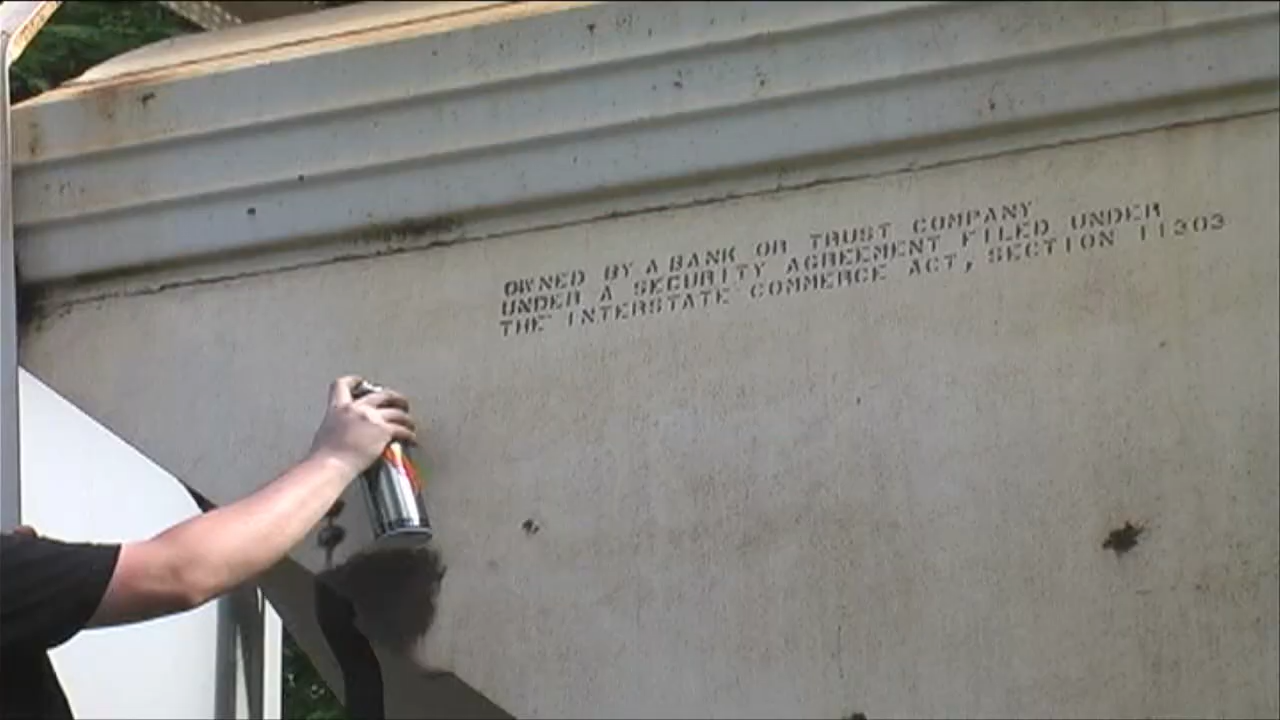 OWNED BY A BANK OR TRUST COMPANY
UNDER A SECURITY AGREEMENT FILED UNDER
THE INTERSTATE COMMERCE ACT, SECTION 11303